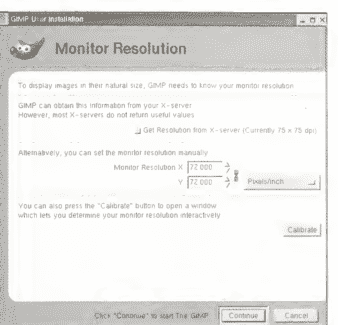 GIMP User Installation
Monitor Resolution
To display images in their natural size, GIMP needs to know your monitor resolution
GIMP can obtain this information from your X-server
However, most X-servers do not return useful values
Get Resolution from X-server (Currently 75 x 75 dpi)
Alternatively, you can set the monitor resolution manually
Monitor Resolution X 72.000
Y 72.000 Pixels/Inch
You can also press the "Calibrate" button to open a window
which lets you determine your monitor resolution interactively
Calibrate
Click "Continue" to start The GIMP Continue Cancel